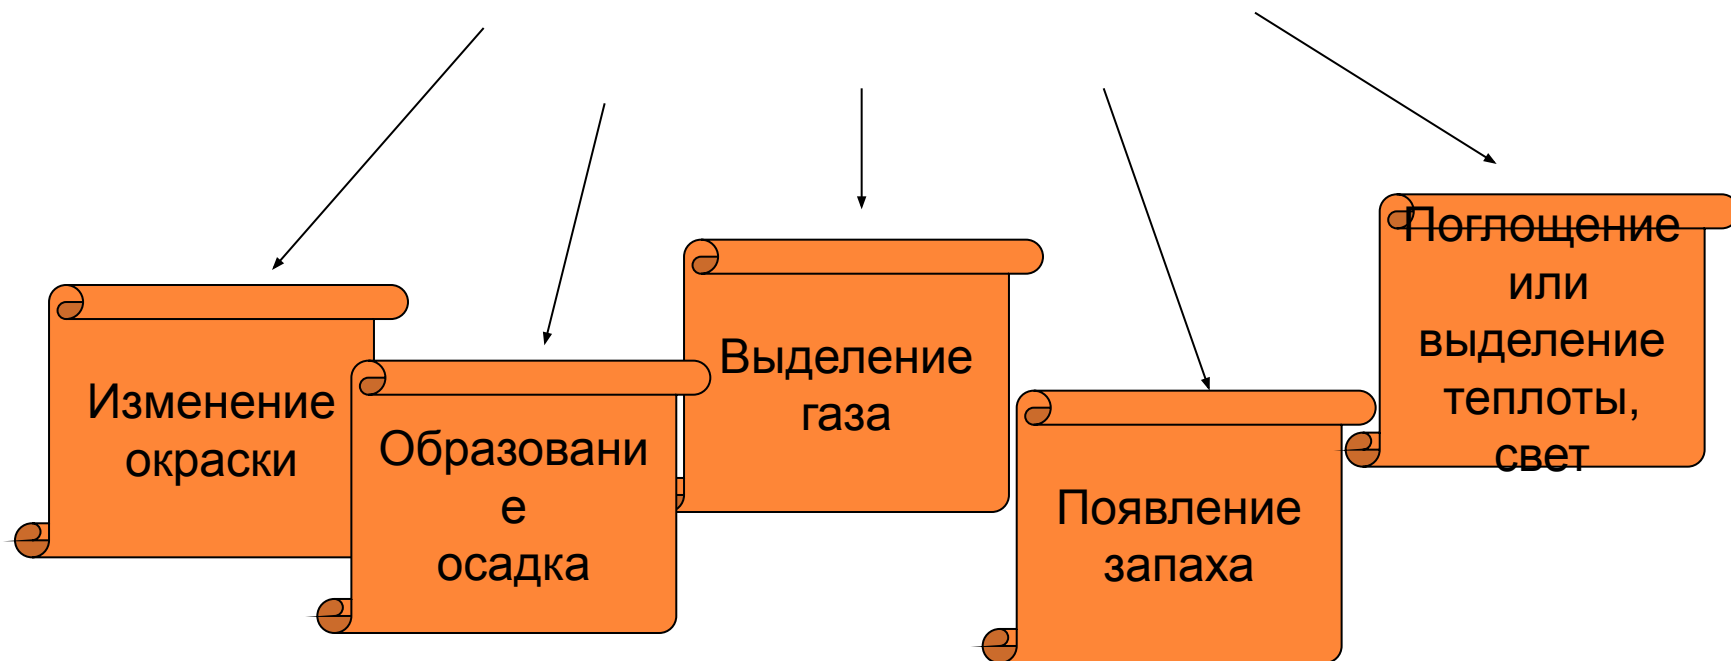 Изменение
окраски
Образовани
е
осадка
Выделение
газа
Появление
запаха
Поглощение
или
выделение
теплоты,
свет